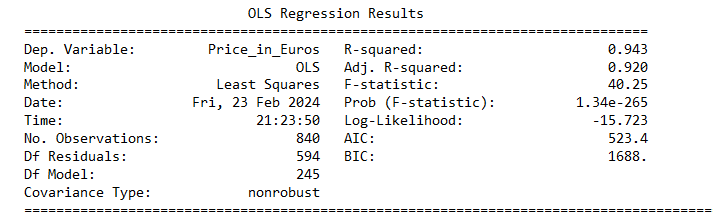 OLS Regression Results
==============================================================================
Dep. Variable: Price_in_Euros R-squared: 0.943
Model: OLS Adj. R-squared: 0.920
Method: Least Squares F-statistic: 40.25
Date: Fri, 23 Feb 2024 Prob (F-statistic): 1.34e-265
Time: 21:23:50 Log-Likelihood: -15.723
No. Observations: 840 AIC: 523.4
Df Residuals: 594 BIC: 1688.
Df Model: 245
Covariance Type: nonrobust
======================================================================================